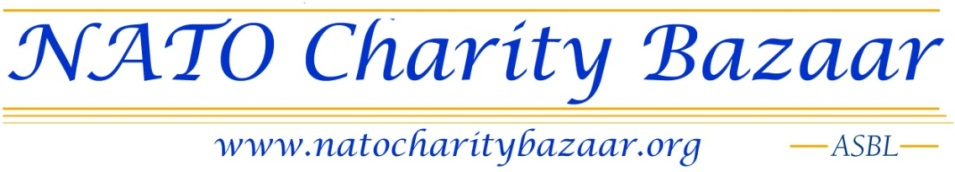 NATO Charity Bazaar
www.natocharitybazaar.org
ASBL